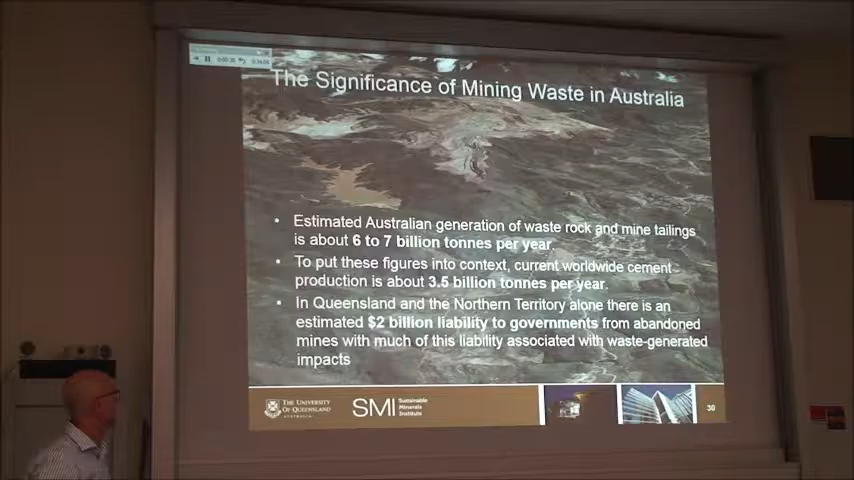 The Significance of Mining Waste in Australia
• Estimated Australian generation of waste rock and mine tailings
is about 6 to 7 billion tonnes per year.
• To put these figures into context, current worldwide cement
production is about 3.5 billion tonnes per year.
• In Queensland and the Northern Territory alone there is an
estimated $2 billion liability to governments from abandoned
mines with much of this liability associated with waste-generated
impacts
THE UNIVERSITY
OF QUEENSLAND
AUSTRALIA
SMI
Sustainable
Minerals
Institute
30